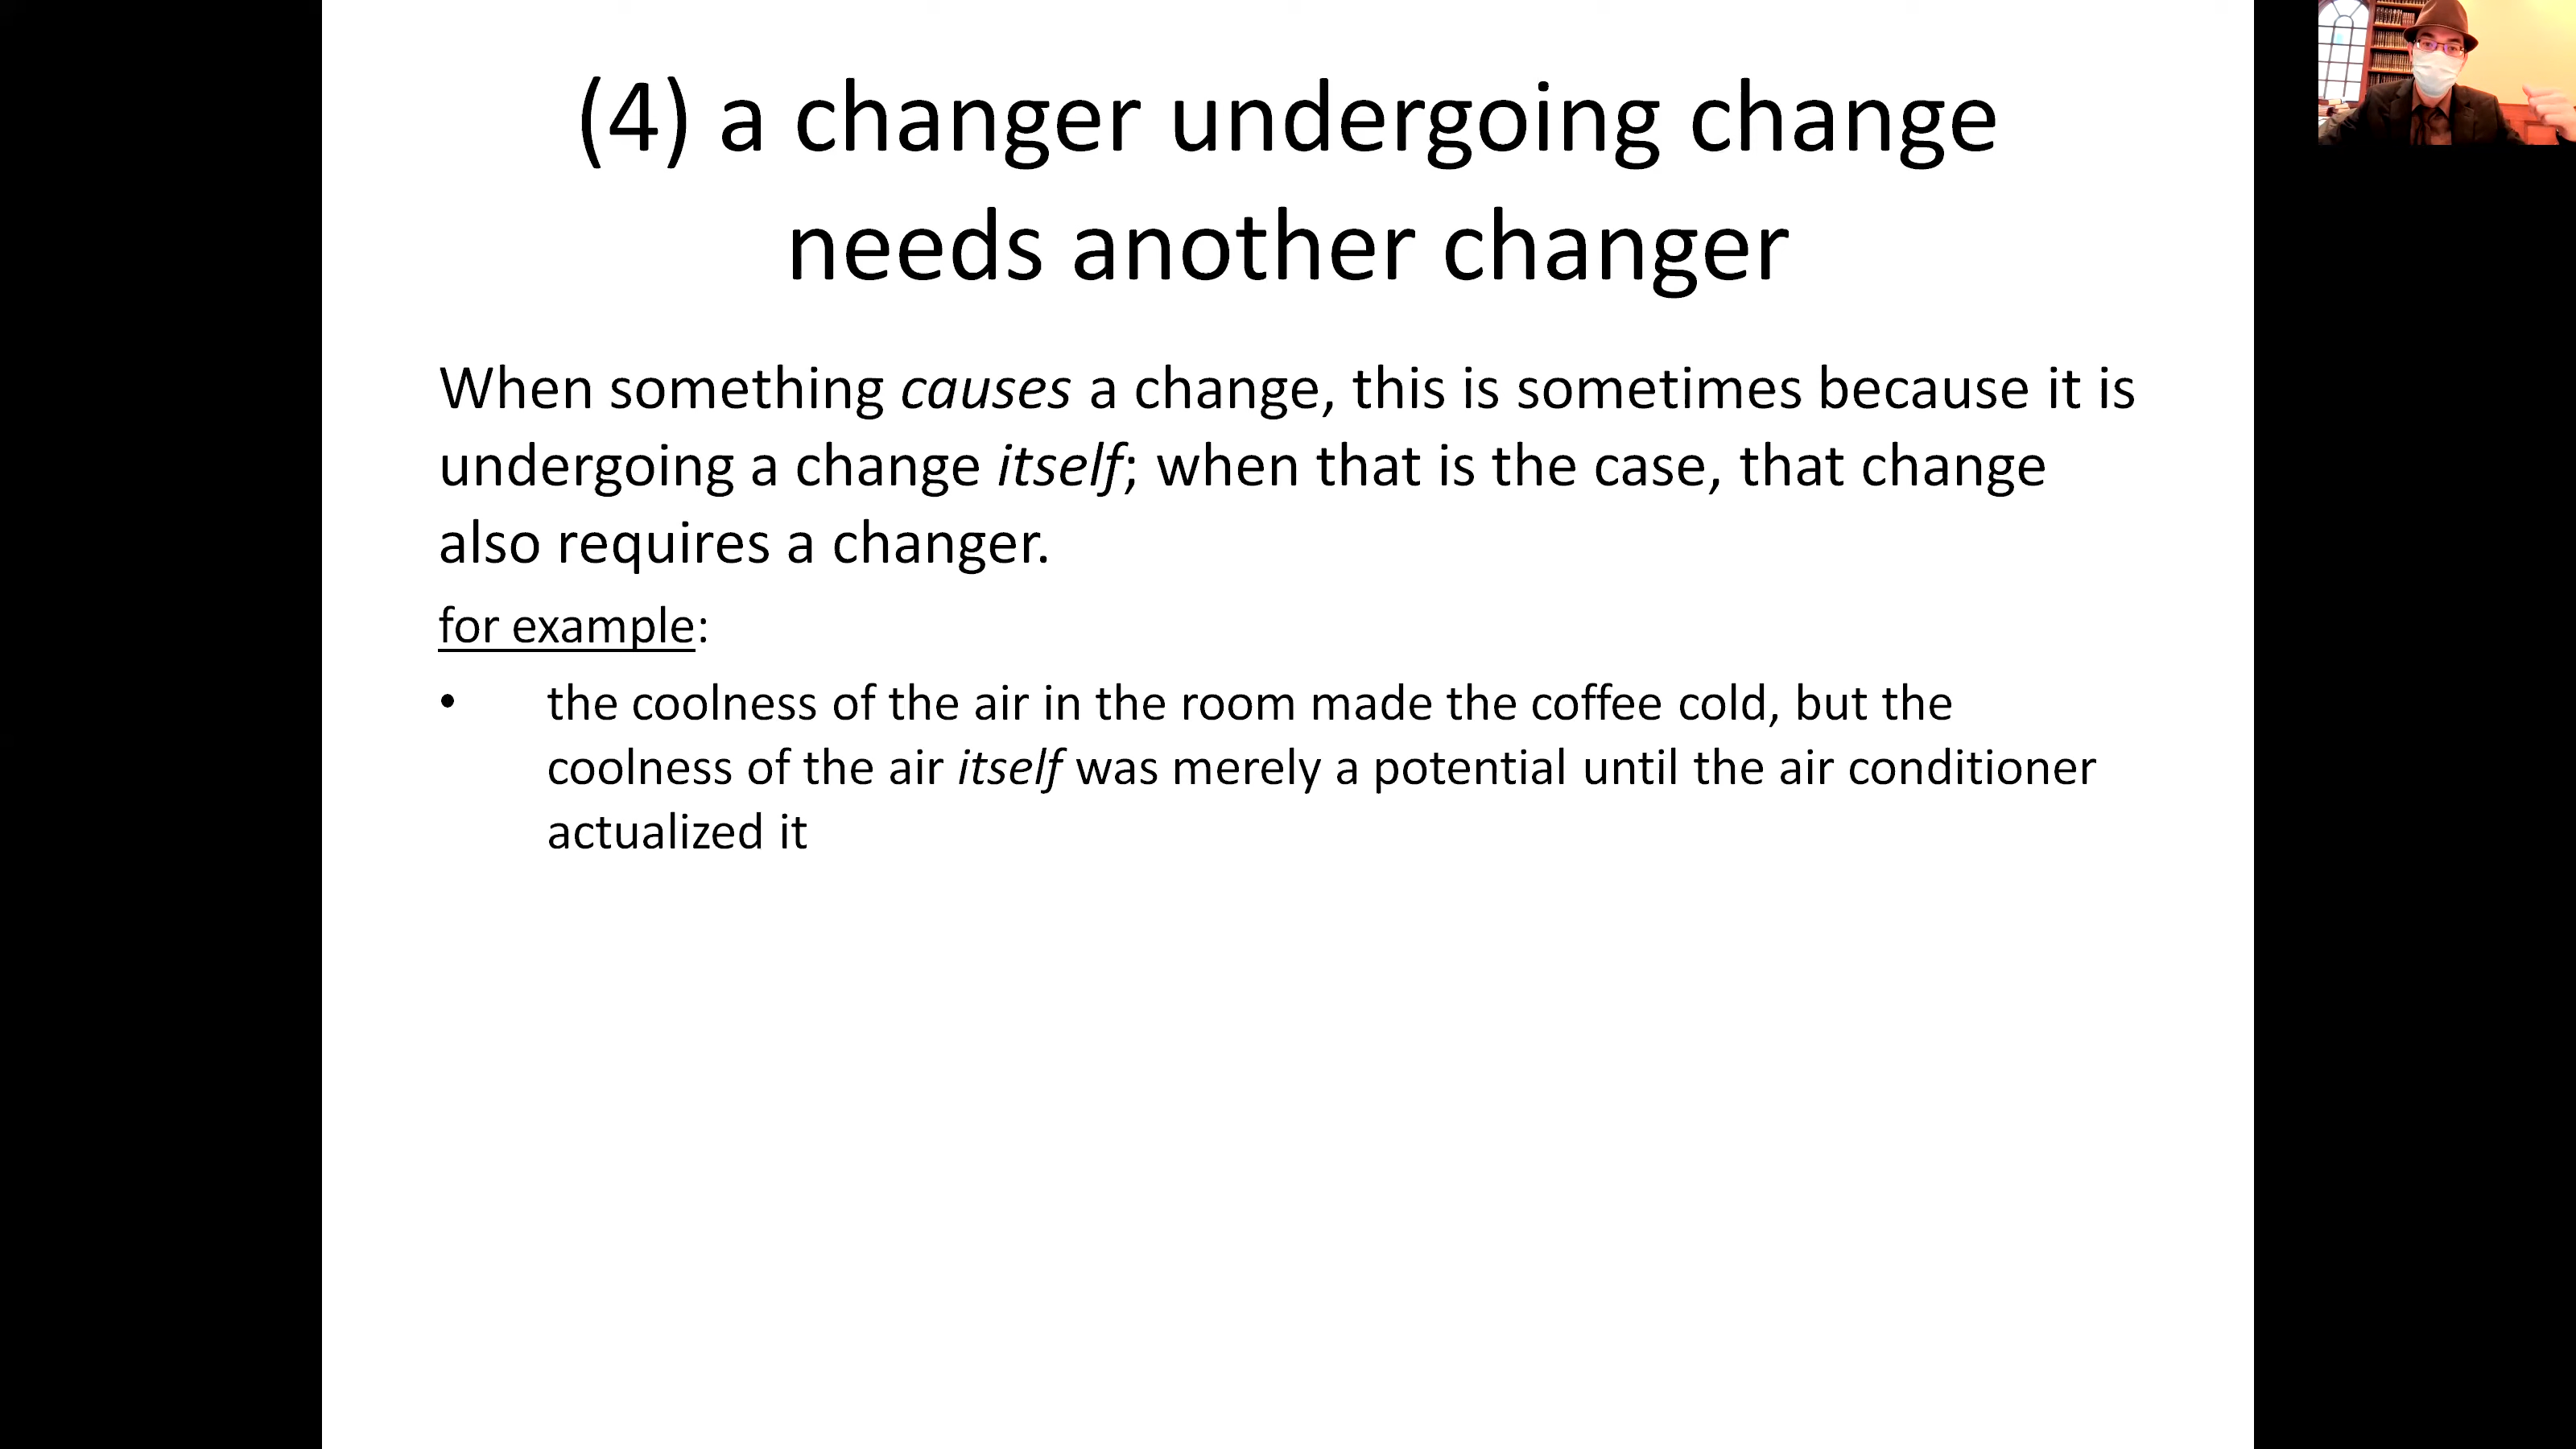 (4) a changer undergoing change
needs another changer
When something causes a change, this is sometimes because it is
undergoing a change itself; when that is the case, that change
also requires a changer.
for example:
• the coolness of the air in the room made the coffee cold, but the
coolness of the air itself was merely a potential until the air conditioner
actualized it